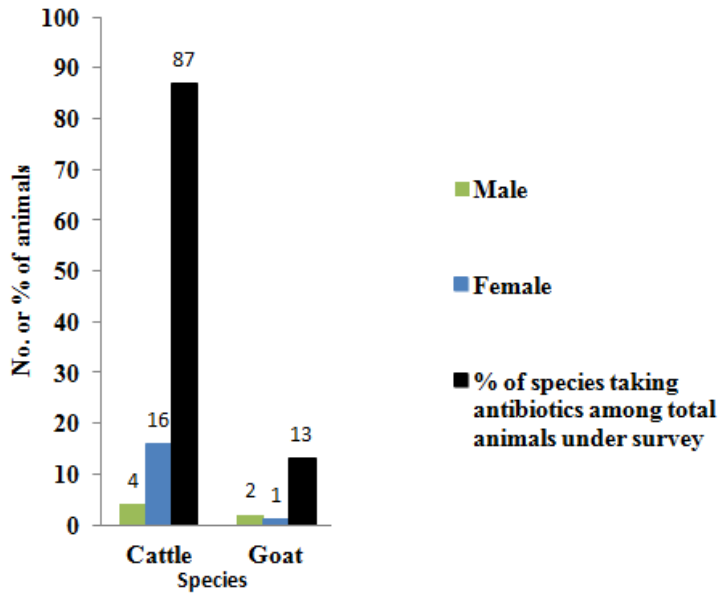 100
90
80
70
60
50
40
30
20
10
0
No. or % of animals
4
16
87
2
1
13
Cattle
Goat
Species
Male
Female
% of species taking
antibiotics among total
animals under survey